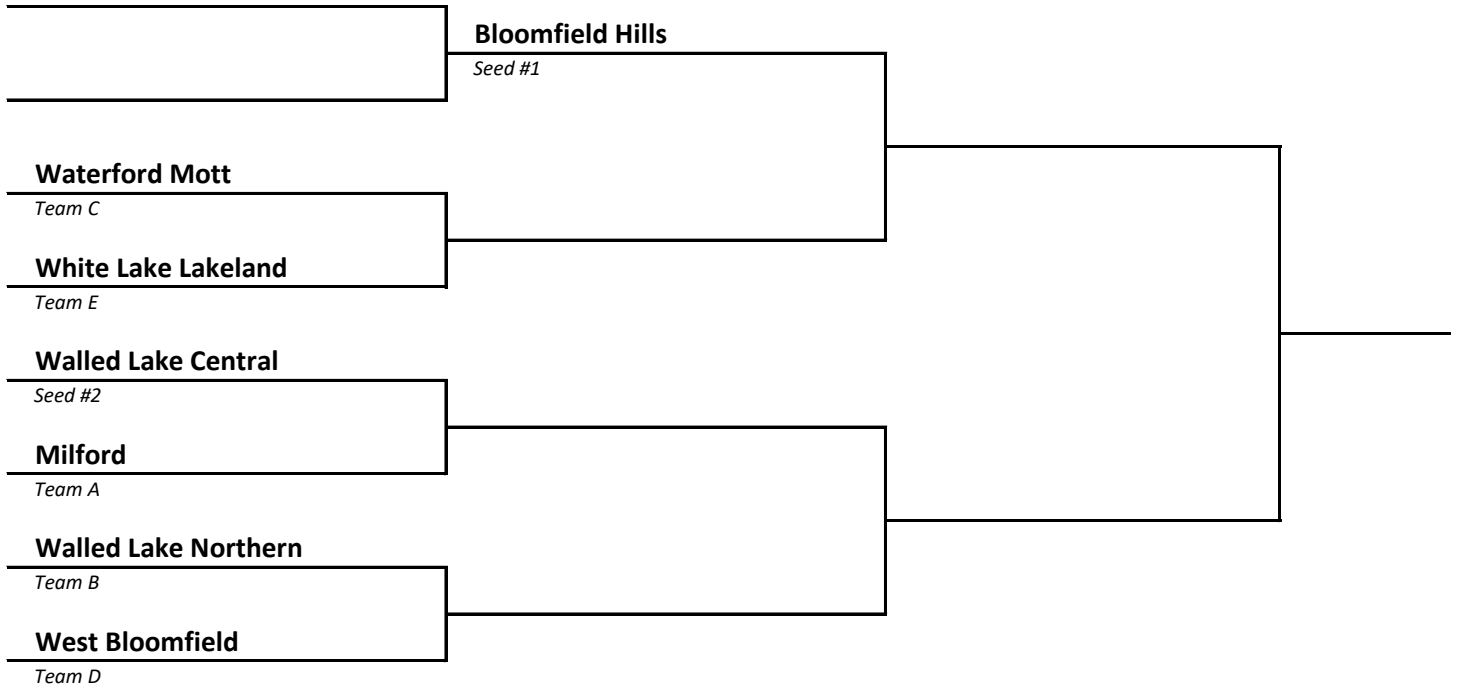 Bloomfield Hills
Seed #1
Waterford Mott
Team C
White Lake Lakeland
Team E
Walled Lake Central
Seed #2
Milford
Team A
Walled Lake Northern
Team B
West Bloomfield
Team D